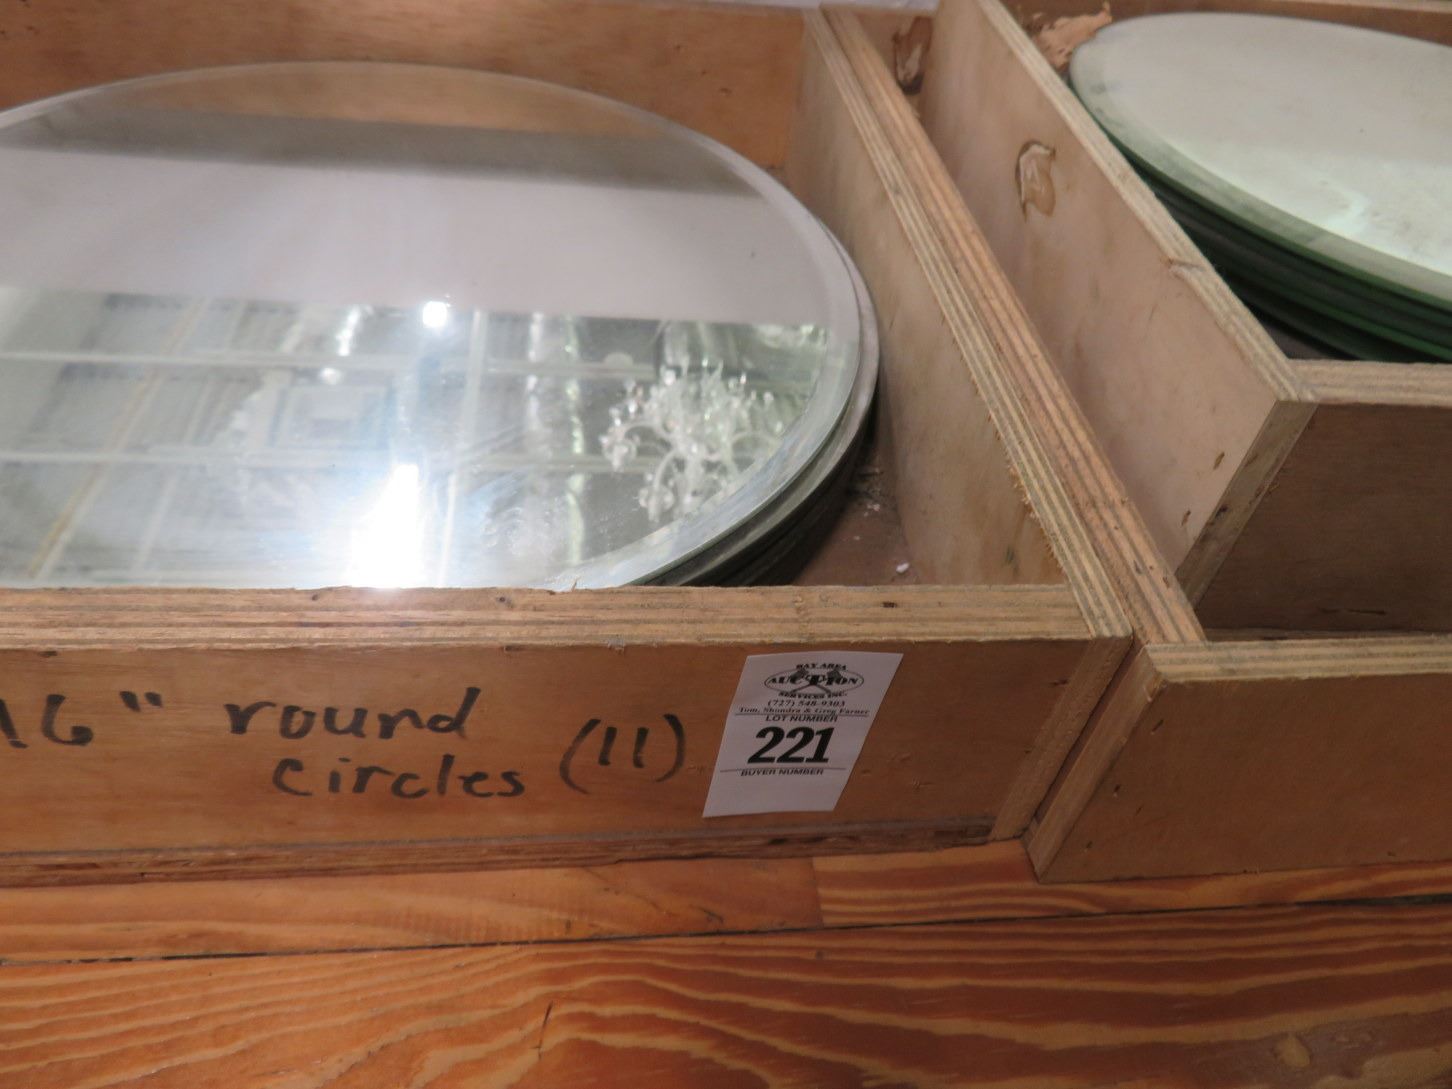 16" round
circles (11)
BAY AREA
AUCTION
SERVICES INC.
(727) 548-9303
Tom, Shondra & Greg Farner
LOT NUMBER
221
BUYER NUMBER